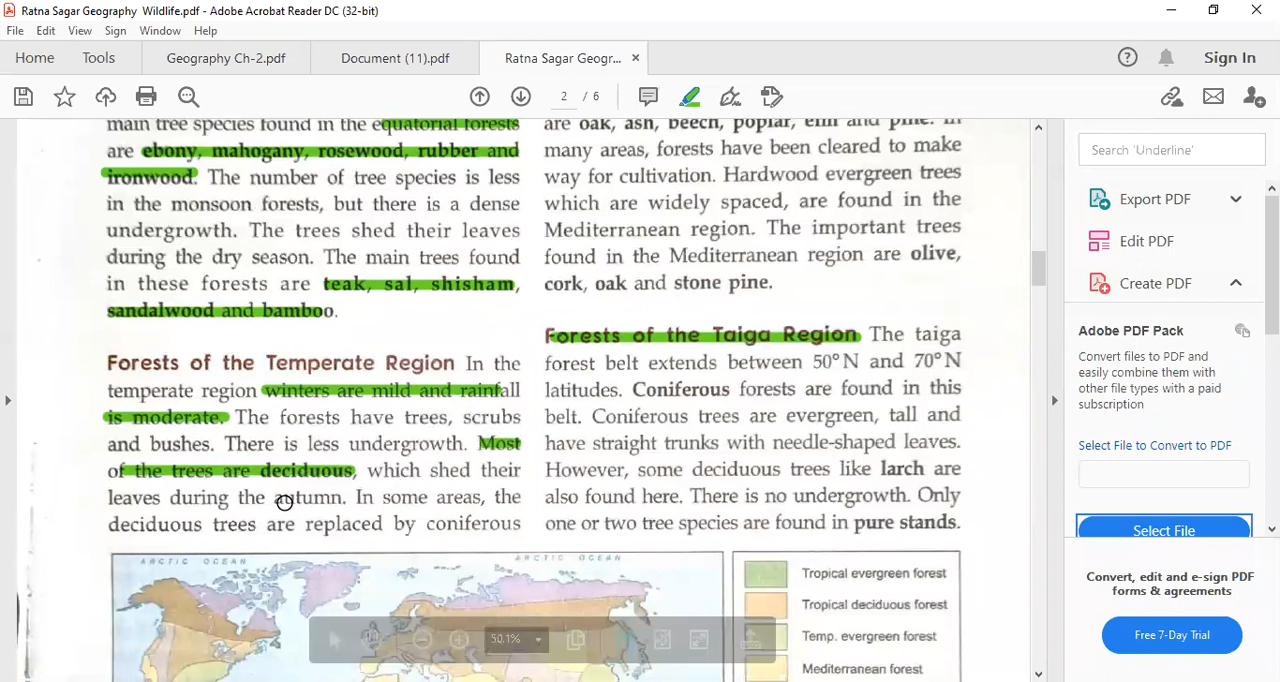 Ratna Sagar Geography Wildlife.pdf - Adobe Acrobat Reader DC (32-bit)
File Edit View Sign Window Help
Home Tools Geography Ch-2.pdf Document (11).pdf Ratna Sagar Geogr... × Sign In
2 / 6
main tree species found in the equatorial forests
are ebony, mahogany, rosewood, rubber and
ironwood. The number of tree species is less
in the monsoon forests, but there is a dense
undergrowth. The trees shed their leaves
during the dry season. The main trees found
in these forests are teak, sal, shisham,
sandalwood and bamboo.
Forests of the Temperate Region In the
temperate region winters are mild and rainfall
is moderate. The forests have trees, scrubs
and bushes. There is less undergrowth. Most
of the trees are deciduous, which shed their
leaves during the autumn. In some areas, the
deciduous trees are replaced by coniferous
are oak, ash, beech, poplar, elm and pine. In
many areas, forests have been cleared to make
way for cultivation. Hardwood evergreen trees
which are widely spaced, are found in the
Mediterranean region. The important trees
found in the Mediterranean region are olive,
cork, oak and stone pine.
Forests of the Taiga Region The taiga
forest belt extends between 50°N and 70°N
latitudes. Coniferous forests are found in this
belt. Coniferous trees are evergreen, tall and
have straight trunks with needle-shaped leaves.
However, some deciduous trees like larch are
also found here. There is no undergrowth. Only
one or two tree species are found in pure stands.
ARCTIC OCEAN ARCTIC OCEAN
Tropical evergreen forest
Tropical deciduous forest
Temp. evergreen forest
Mediterranean forest
50.1%
Search 'Underline'
Export PDF
Edit PDF
Create PDF
Adobe PDF Pack
Convert files to PDF and
easily combine them with
other file types with a paid
subscription
Select File to Convert to PDF
Select File
Convert, edit and e-sign PDF
forms & agreements
Free 7-Day Trial